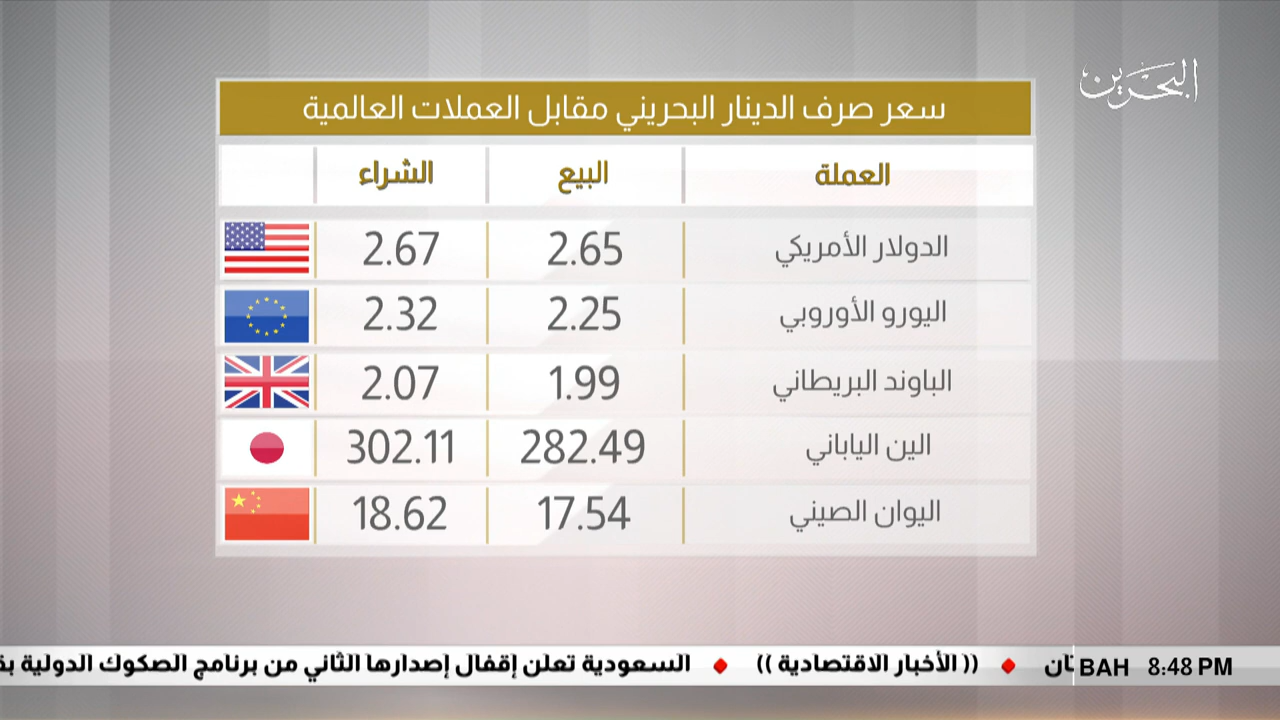 البحرين
سعر صرف الدينار البحريني مقابل العملات العالمية
العملة البيع الشراء
الدولار الأمريكي 2.65 2.67
اليورو الأوروبي 2.25 2.32
الباوند البريطاني 1.99 2.07
الين الياباني 282.49 302.11
اليوان الصيني 17.54 18.62
(( الأخبار الاقتصادية )) السعودية تعلن إقفال إصدارها الثاني من برنامج الصكوك الدولية
BAH 8:48 PM